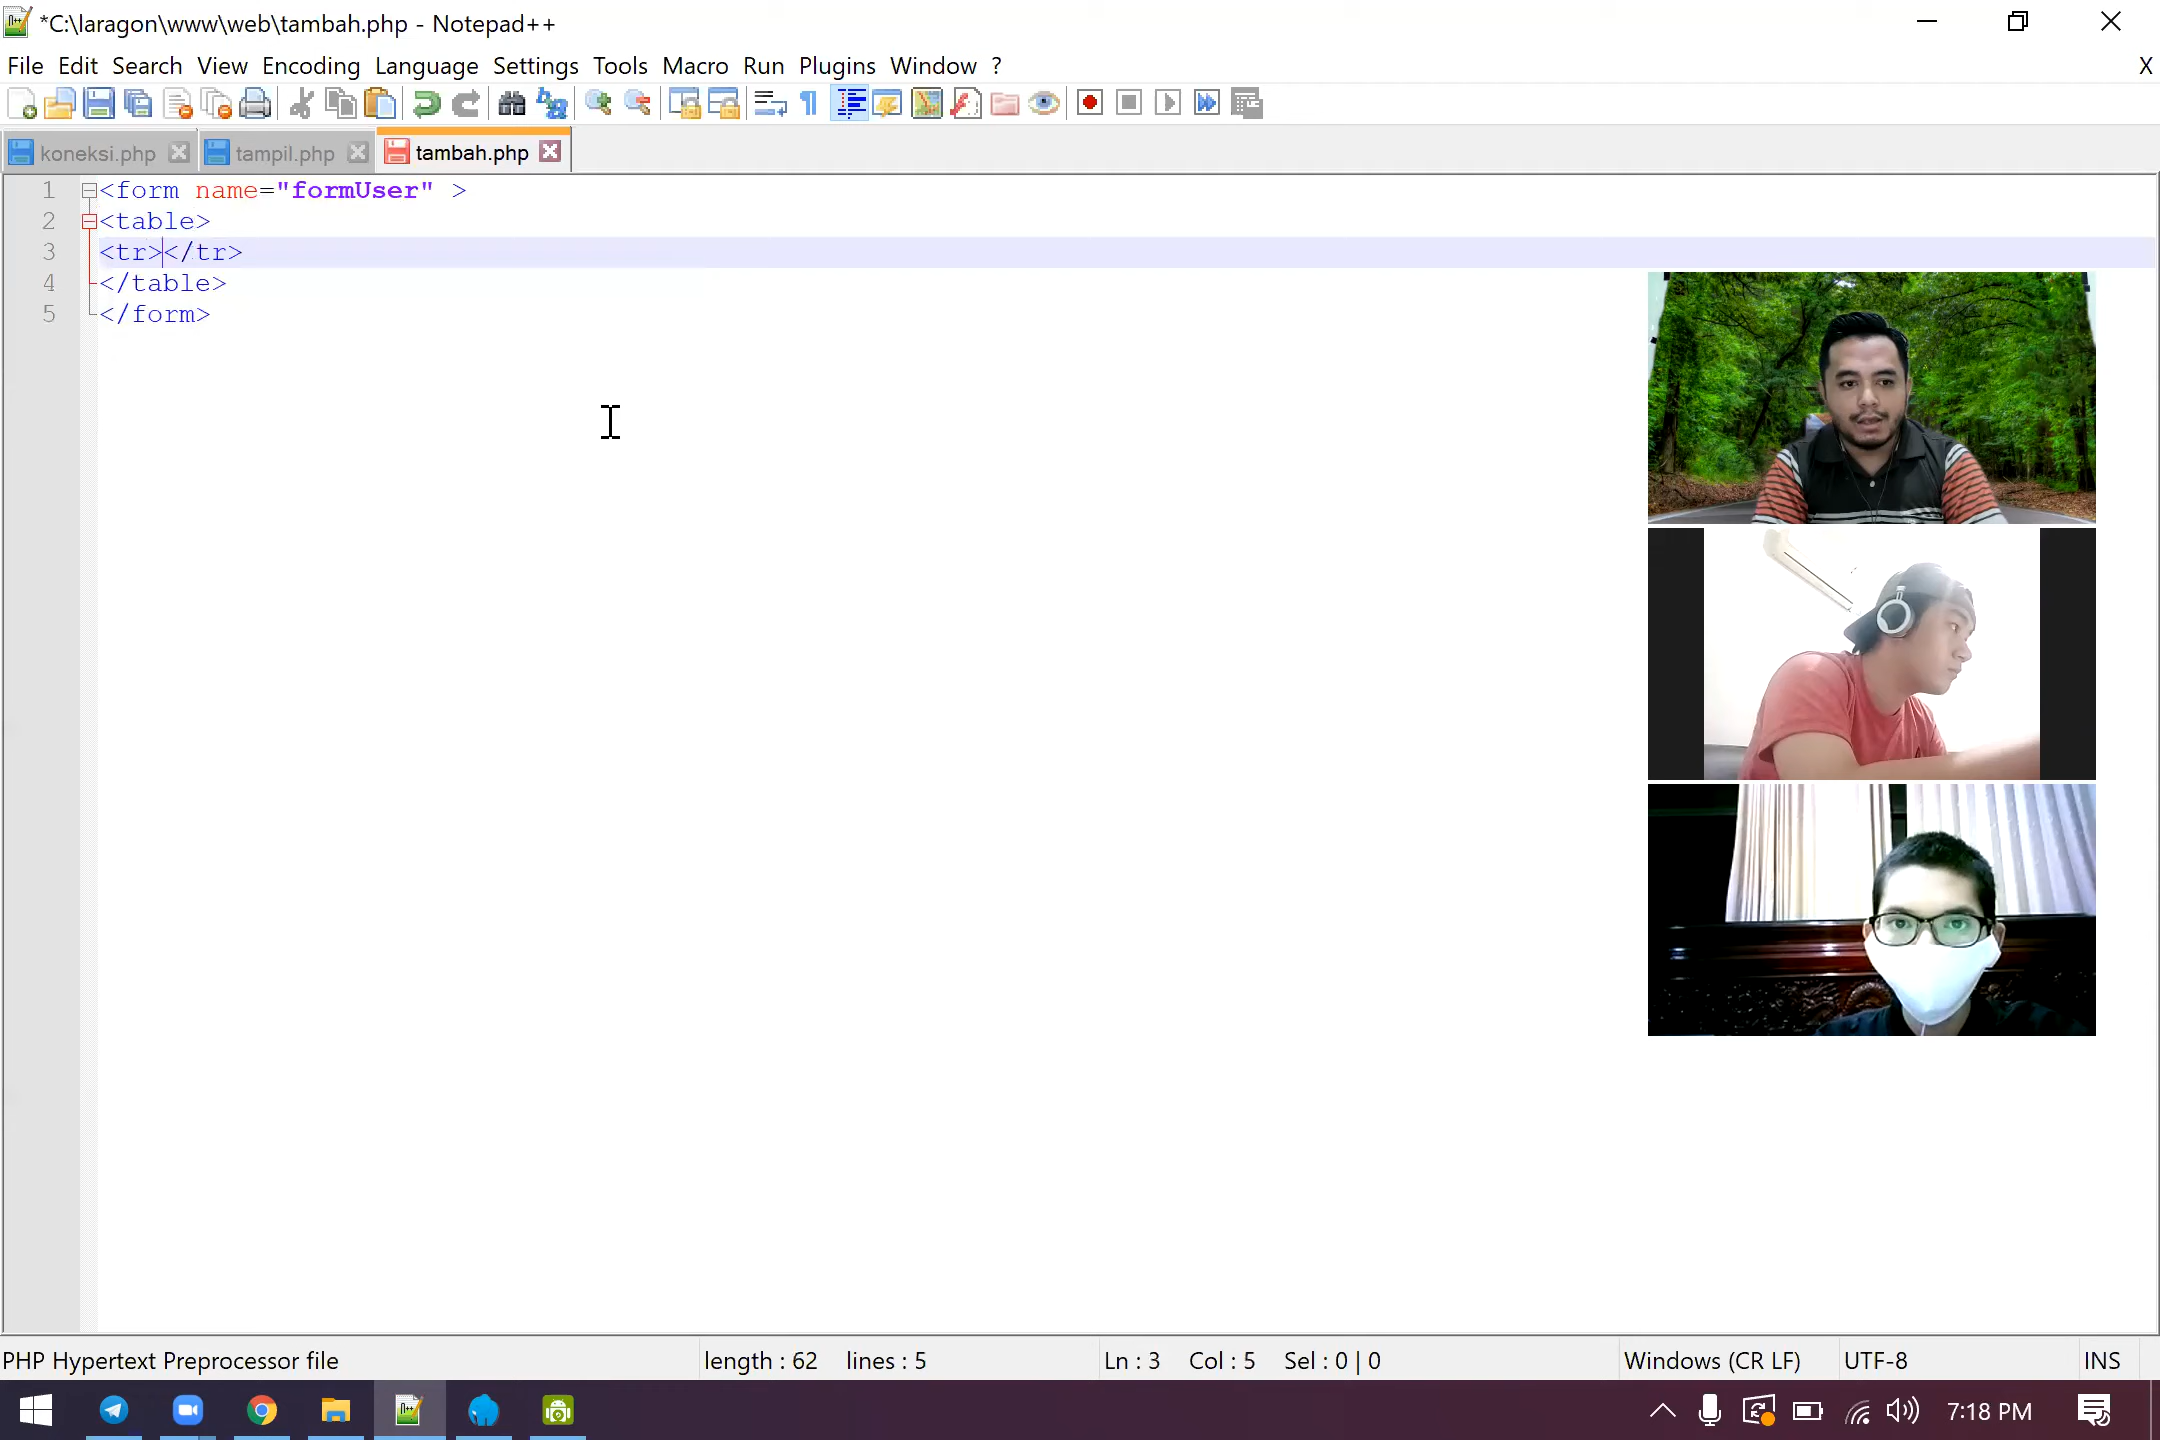 *C:\laragon\www\web\tambah.php - Notepad++
File Edit Search View Encoding Language Settings Tools Macro Run Plugins Window ? X
koneksi.php tampil.php tambah.php
1 <form name="formUser" >
2 <table>
3 <tr></tr>
4 </table>
5 </form>
PHP Hypertext Preprocessor file length : 62 lines : 5 Ln : 3 Col : 5 Sel : 0 | 0 Windows (CR LF) UTF-8 INS
7:18 PM